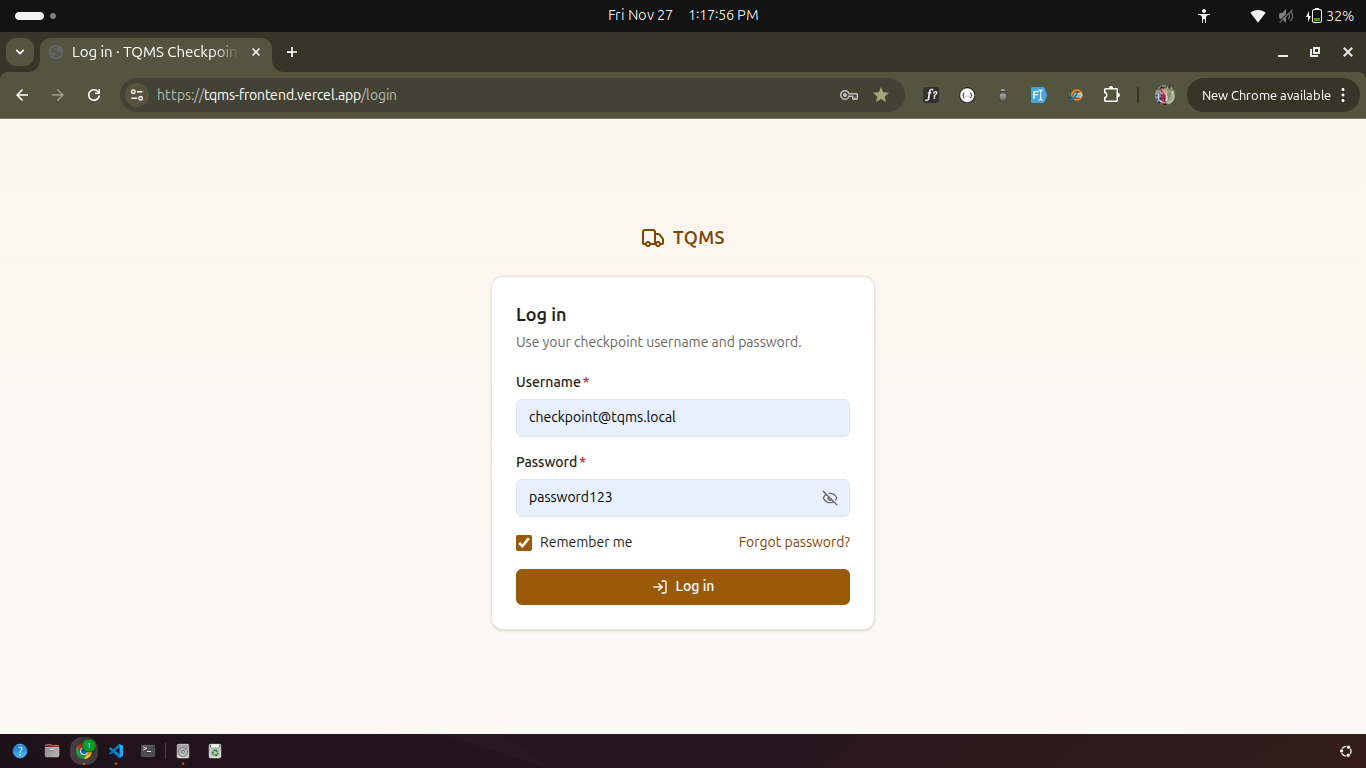 Fri Nov 27 1:17:56 PM
32%
Log in · TQMS Checkpoin
https://tqms-frontend.vercel.app/login
New Chrome available
TQMS
Log in
Use your checkpoint username and password.
Username *
checkpoint@tqms.local
Password *
password123
Remember me
Forgot password?
Log in